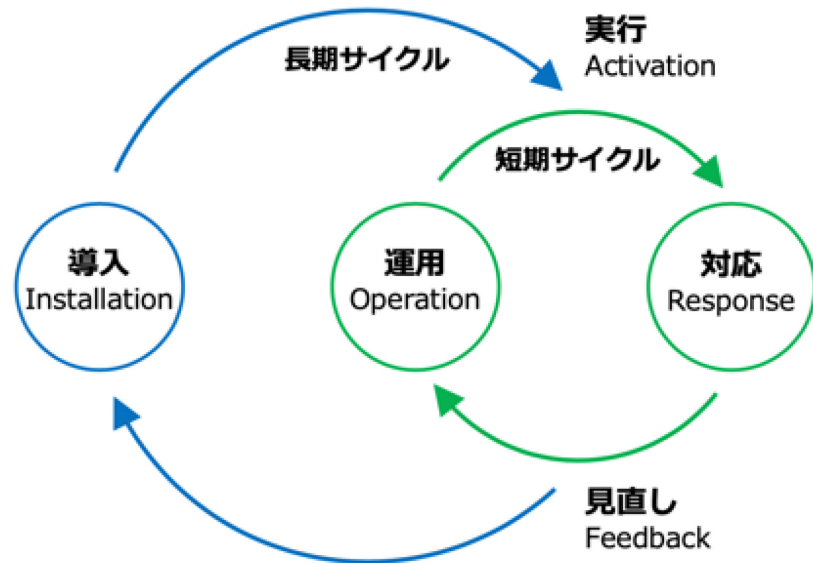 実行
Activation
長期サイクル
短期サイクル
導入
Installation
運用
Operation
対応
Response
見直し
Feedback